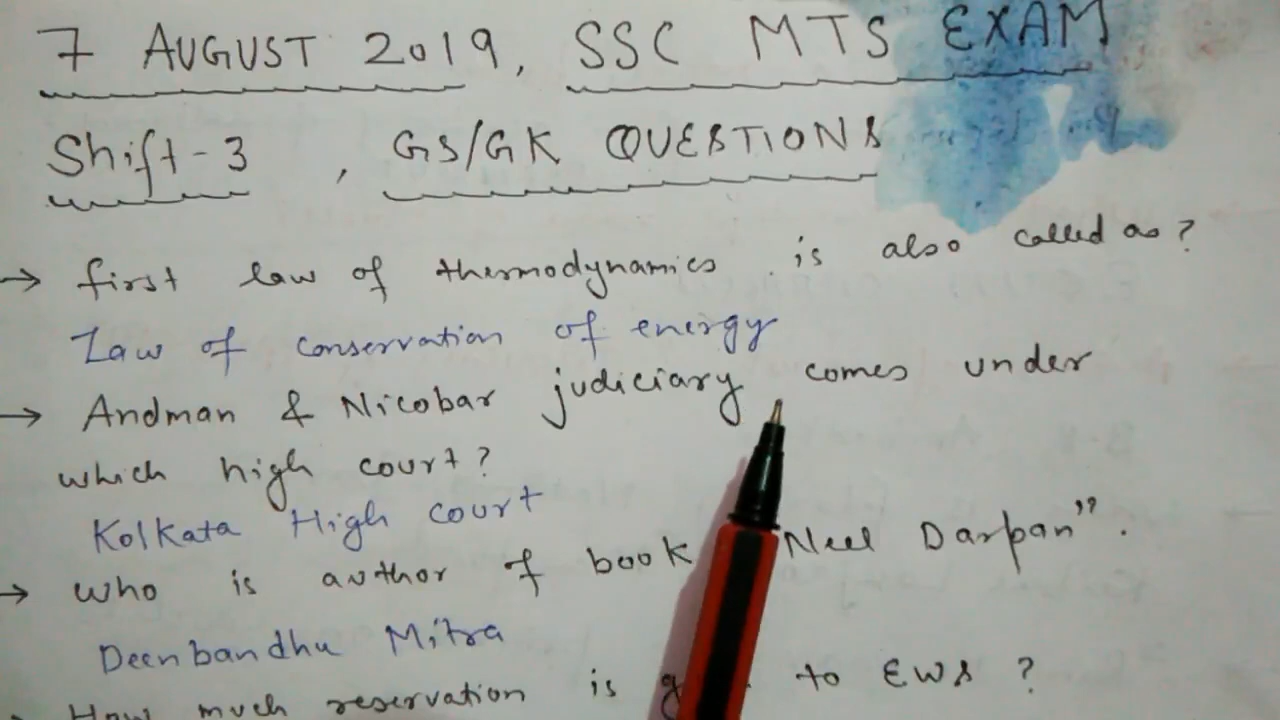 7 AUGUST 2019, SSC MTS EXAM
Shift-3 , GS/GK QUESTIONS
→ first law of thermodynamics is also called as?
Law of conservation of energy
→ Andman & Nicobar judiciary comes under
which high court?
Kolkata High court
→ who is author of book Neel Darpan".
Deenbandhu Mitra
How much reservation is to EWS ?